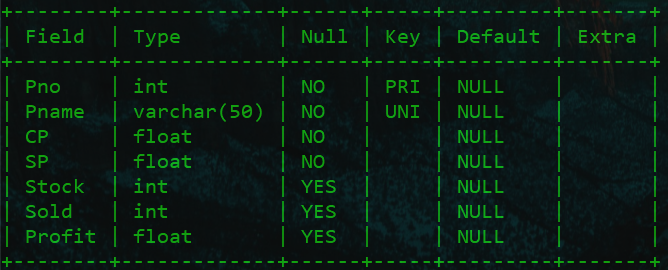 +--------+-------------+------+-----+---------+-------+
| Field  | Type        | Null | Key | Default | Extra |
+--------+-------------+------+-----+---------+-------+
| Pno    | int         | NO   | PRI | NULL    |       |
| Pname  | varchar(50) | NO   | UNI | NULL    |       |
| CP     | float       | NO   |     | NULL    |       |
| SP     | float       | NO   |     | NULL    |       |
| Stock  | int         | YES  |     | NULL    |       |
| Sold   | int         | YES  |     | NULL    |       |
| Profit | float       | YES  |     | NULL    |       |
+--------+-------------+------+-----+---------+-------+